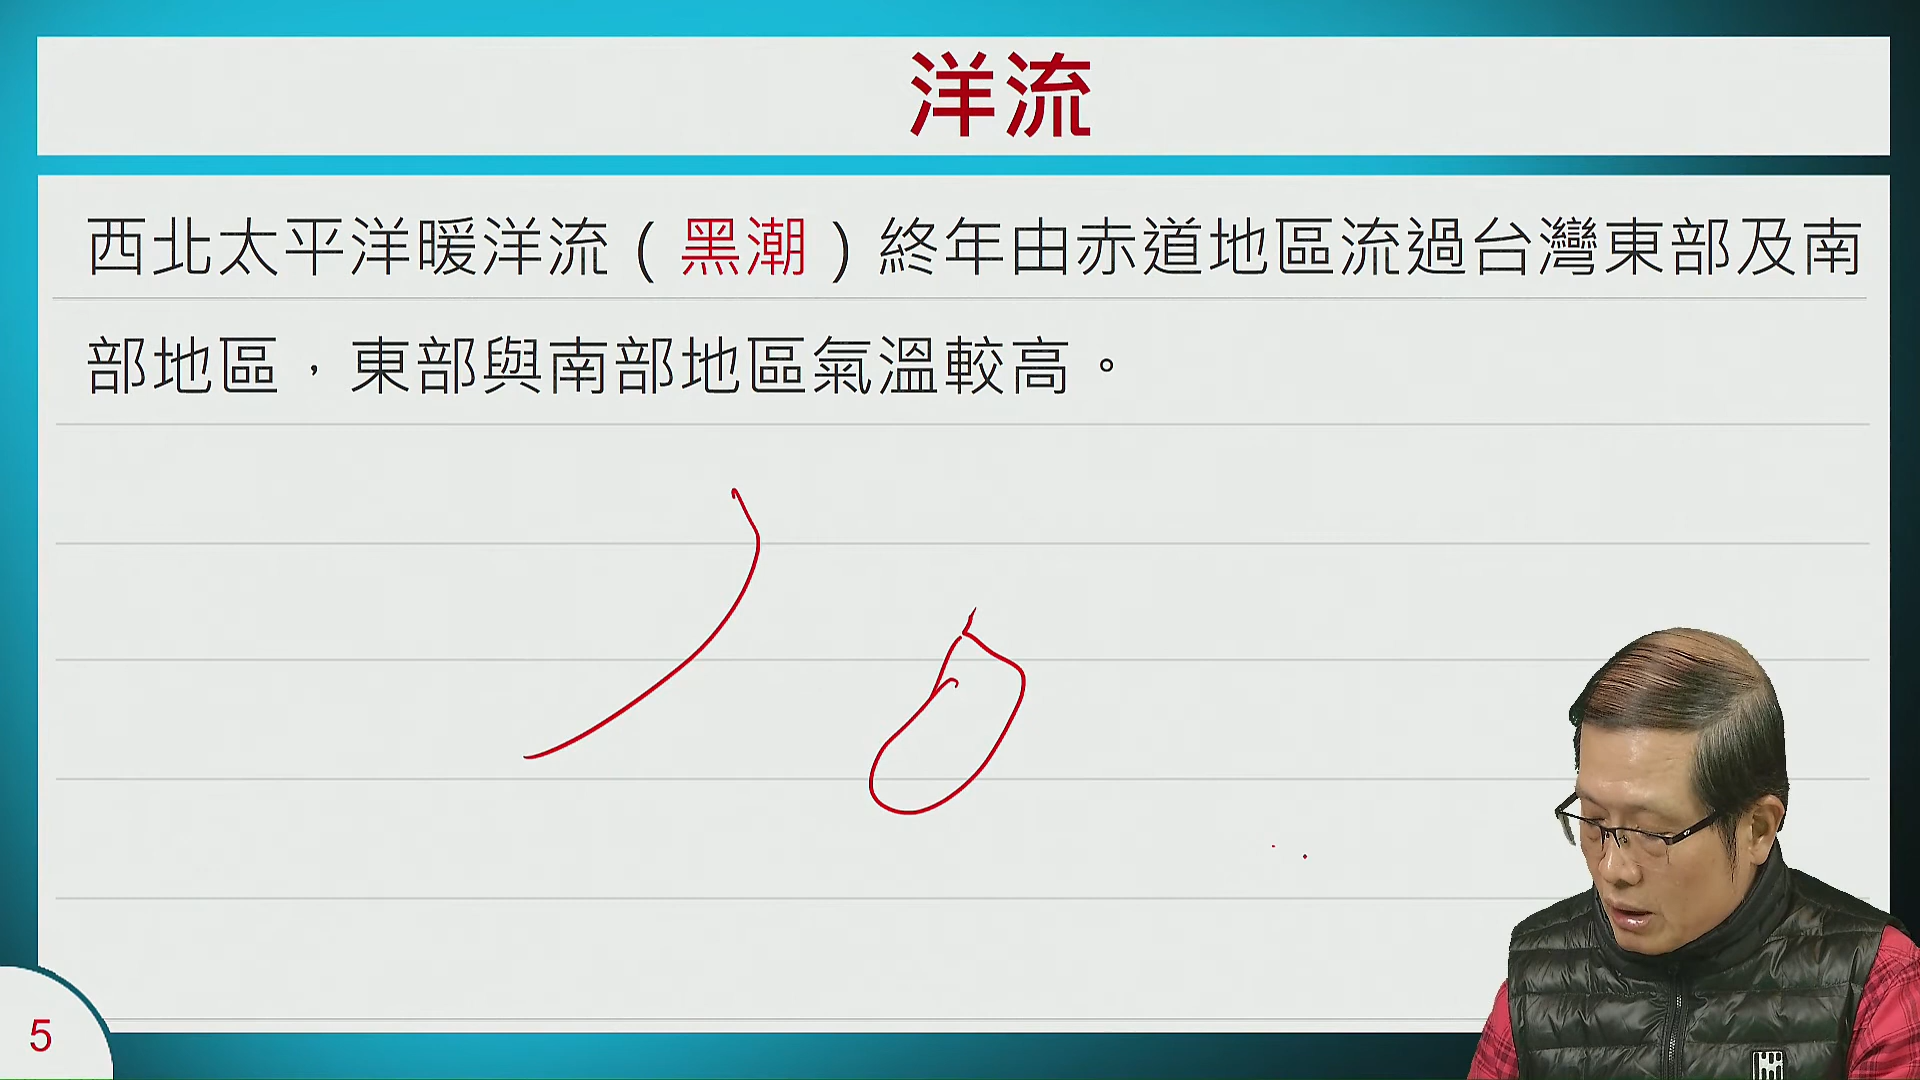 洋流
西北太平洋暖洋流（黑潮）終年由赤道地區流過台灣東部及南
部地區，東部與南部地區氣溫較高。
5